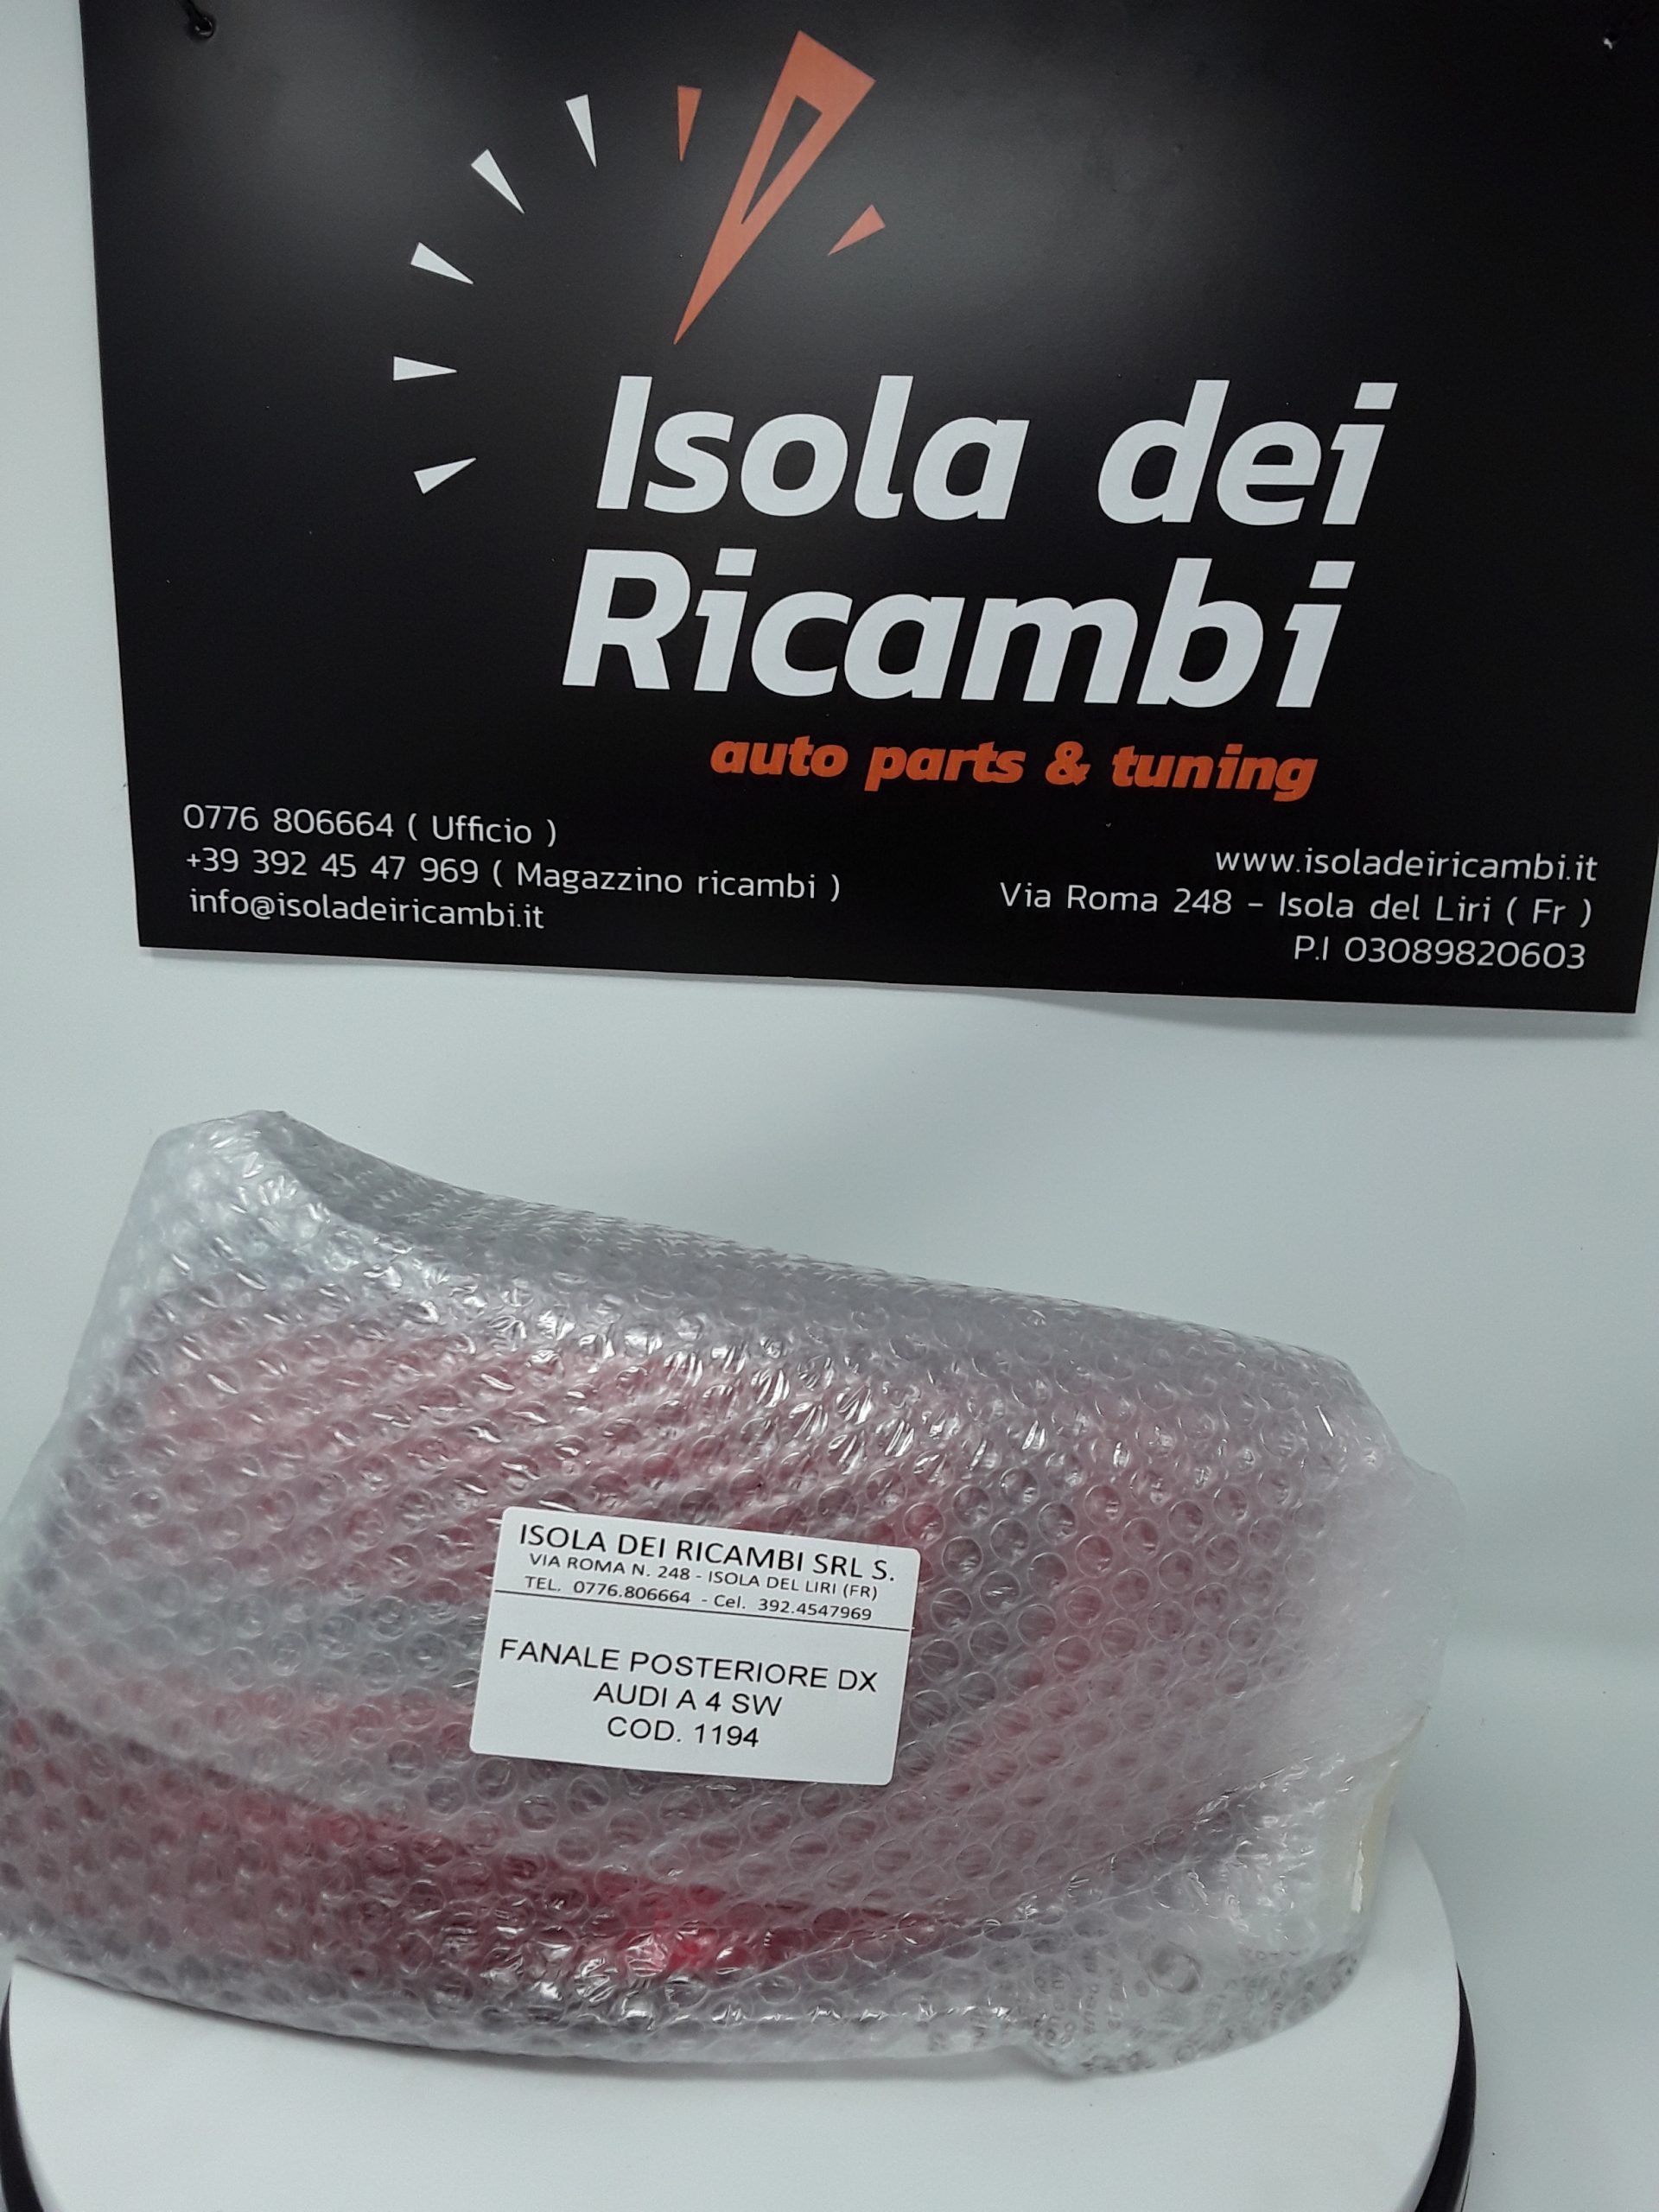 Isola dei
Ricambi
auto parts & tuning
0776 806664 ( Ufficio )
+39 392 45 47 969 ( Magazzino ricambi )
info@isoladeiricambi.it
www.isoladeiricambi.it
Via Roma 248 - Isola del Liri ( Fr )
P.I 03089820603
ISOLA DEI RICAMBI SRL S.
VIA ROMA N. 248 - ISOLA DEL LIRI (FR)
TEL. 0776.806664 - Cel. 392.4547969
FANALE POSTERIORE DX
AUDI A 4 SW
COD. 1194